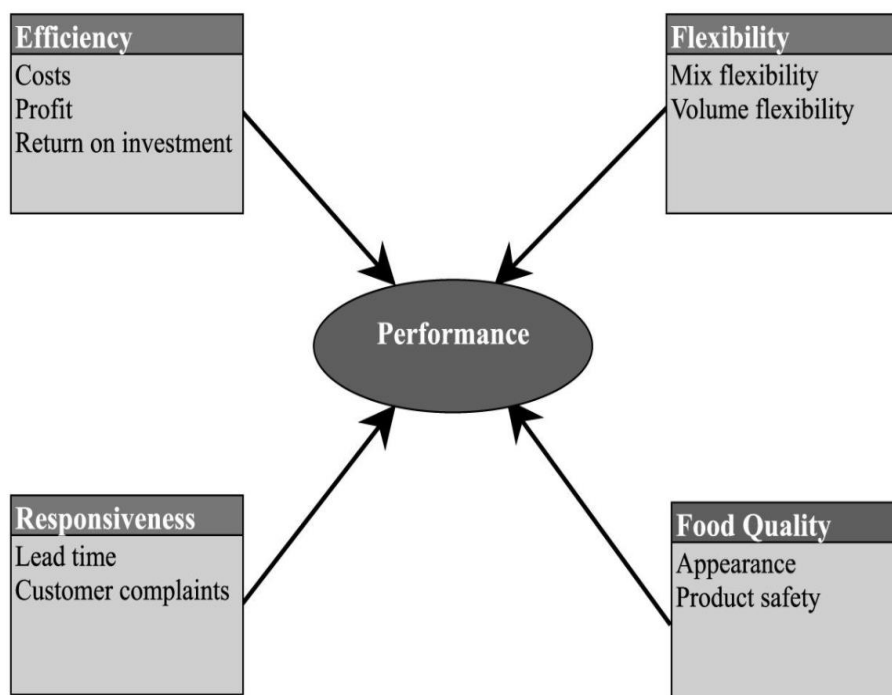 Efficiency
Costs
Profit
Return on investment
Flexibility
Mix flexibility
Volume flexibility
Performance
Responsiveness
Lead time
Customer complaints
Food Quality
Appearance
Product safety